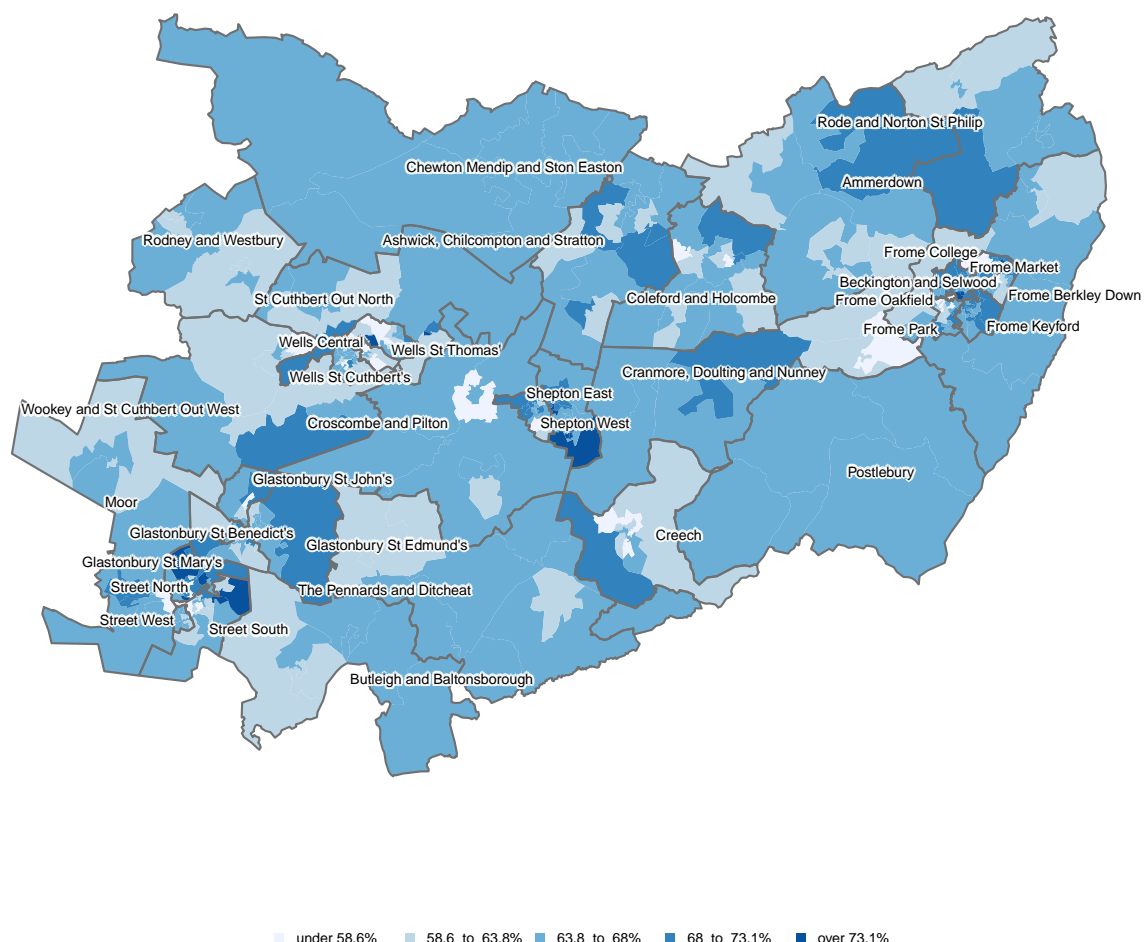 Rode and Norton St Philip
Chewton Mendip and Ston Easton
Ammerdown
Rodney and Westbury
Ashwick, Chilcompton and Stratton
Frome College
Frome Market
Beckington and Selwood
Frome Berkley Down
St Cuthbert Out North
Coleford and Holcombe
Frome Oakfield
Frome Park
Frome Keyford
Wells Central
Wells St Thomas'
Wells St Cuthbert's
Cranmore, Doulting and Nunney
Shepton East
Wookey and St Cuthbert Out West
Croscombe and Pilton
Shepton West
Postlebury
Glastonbury St John's
Moor
Glastonbury St Benedict's
Creech
Glastonbury St Edmund's
Glastonbury St Mary's
Street North
The Pennards and Ditcheat
Street West
Street South
Butleigh and Baltonsborough
under 58.6% 58.6 to 63.8% 63.8 to 68% 68 to 73.1% over 73.1%